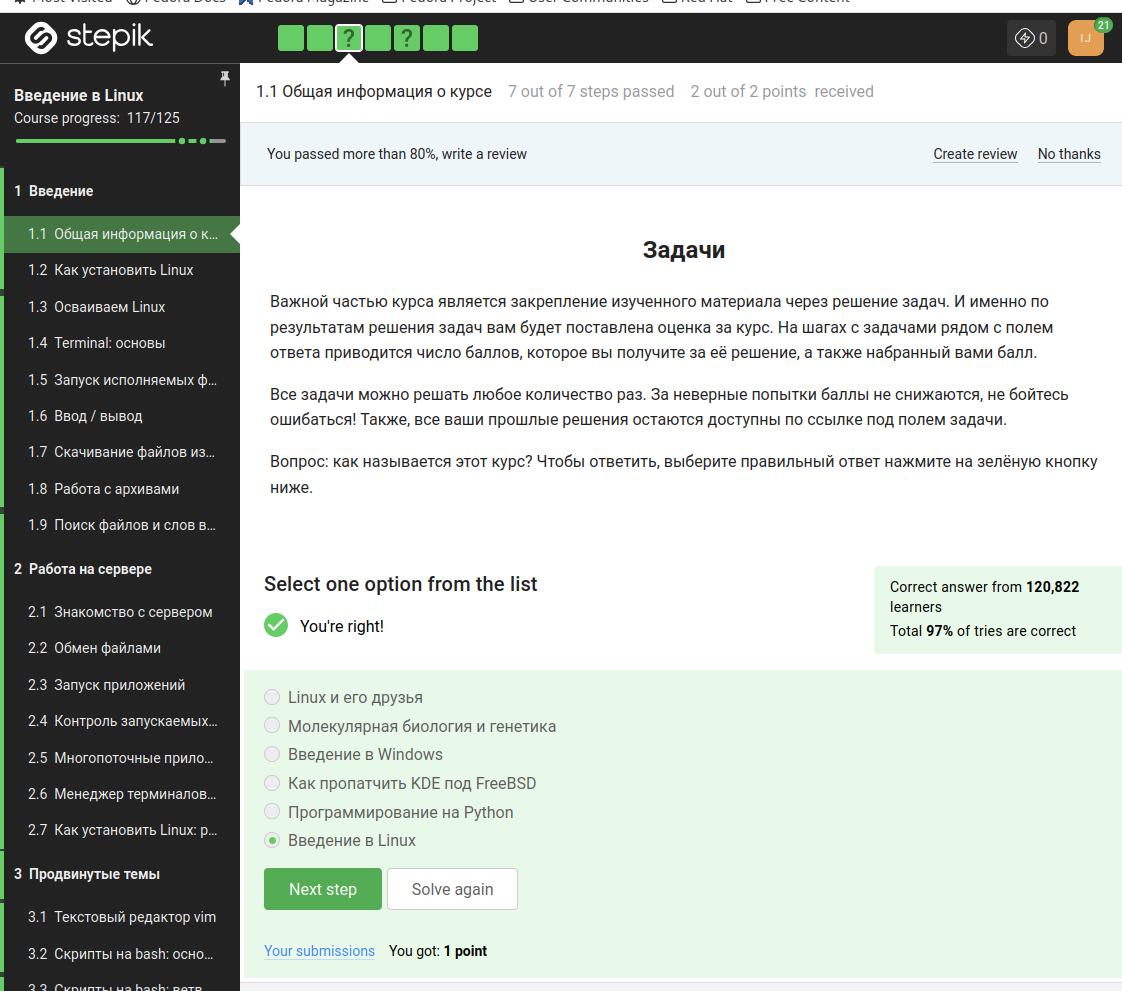 Most Visited Fedora Docs Fedora Magazine Fedora Project User Communities Red Hat Free Content
stepik
? ?
0
IJ
21
Введение в Linux
Course progress: 117/125
1 Введение
1.1 Общая информация о к...
1.2 Как установить Linux
1.3 Осваиваем Linux
1.4 Terminal: основы
1.5 Запуск исполняемых ф...
1.6 Ввод / вывод
1.7 Скачивание файлов из...
1.8 Работа с архивами
1.9 Поиск файлов и слов в...
2 Работа на сервере
2.1 Знакомство с сервером
2.2 Обмен файлами
2.3 Запуск приложений
2.4 Контроль запускаемых...
2.5 Многопоточные прило...
2.6 Менеджер терминалов...
2.7 Как установить Linux: р...
3 Продвинутые темы
3.1 Текстовый редактор vim
3.2 Скрипты на bash: осно...
3.3 Скрипты на bash: ветв...
1.1 Общая информация о курсе 7 out of 7 steps passed 2 out of 2 points received
You passed more than 80%, write a review Create review No thanks
Задачи
Важной частью курса является закрепление изученного материала через решение задач. И именно по
результатам решения задач вам будет поставлена оценка за курс. На шагах с задачами рядом с полем
ответа приводится число баллов, которое вы получите за её решение, а также набранный вами балл.
Все задачи можно решать любое количество раз. За неверные попытки баллы не снижаются, не бойтесь
ошибаться! Также, все ваши прошлые решения остаются доступны по ссылке под полем задачи.
Вопрос: как называется этот курс? Чтобы ответить, выберите правильный ответ нажмите на зелёную кнопку
ниже.
Select one option from the list
You're right!
Correct answer from 120,822
learners
Total 97% of tries are correct
Linux и его друзья
Молекулярная биология и генетика
Введение в Windows
Как пропатчить KDE под FreeBSD
Программирование на Python
Введение в Linux
Next step Solve again
Your submissions You got: 1 point